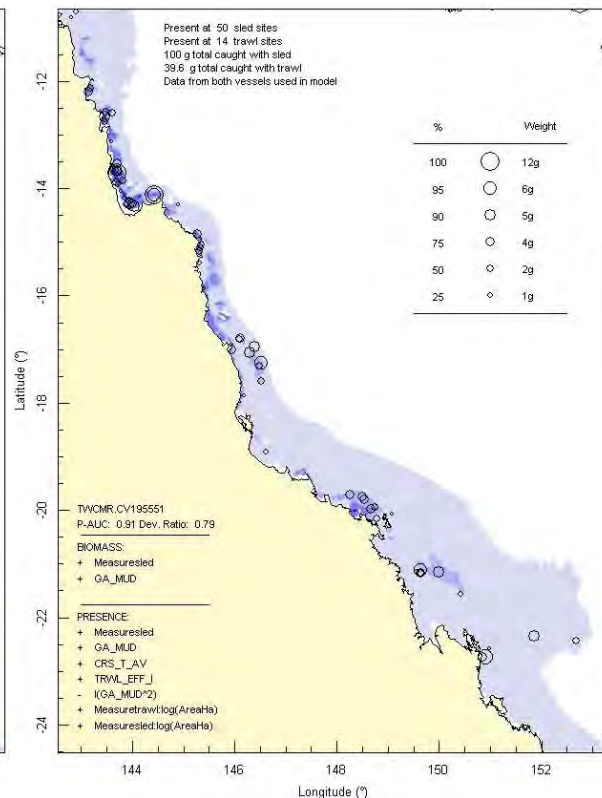 Present at 50 sled sites
Present at 14 trawl sites
100 g total caught with sled
39.6 g total caught with trawl
Data from both vessels used in model
% Weight
100 12g
95 6g
90 5g
75 4g
50 2g
25 1g
-12
-14
-16
-18
-20
-22
-24
Latitude (°)
TWCMR.CV195551
P-AUC: 0.91 Dev. Ratio: 0.79
BIOMASS:
+ Measuresled
+ GA_MUD
PRESENCE:
+ Measuresled
+ GA_MUD
+ CRS_T_AV
+ TRWL_EFF_I
- I(GA_MUD^2)
+ Measuretrawl:log(AreaHa)
+ Measuresled:log(AreaHa)
144 146 148 150 152
Longitude (°)